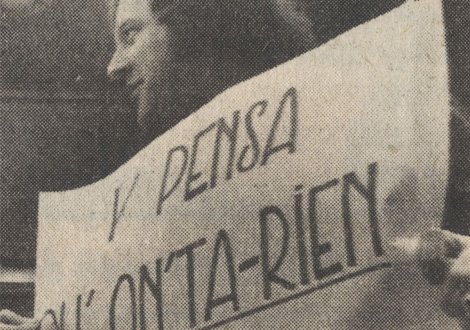 Y PENSA
QU' ON'TA-RIEN